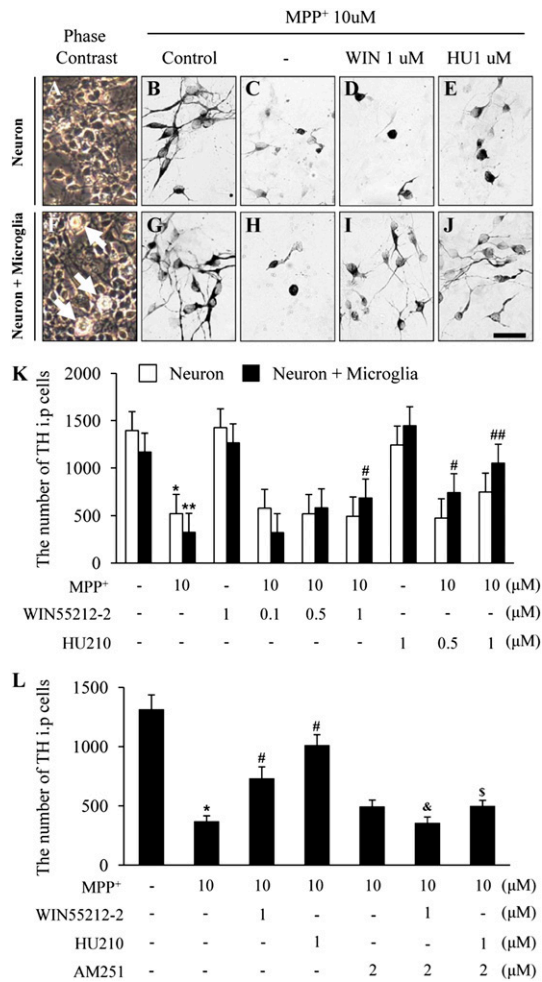 MPP⁺ 10uM
Phase Contrast Control - WIN 1 uM HU1 uM
Neuron
A B C D E
Neuron + Microglia
F G H I J
K
Neuron Neuron + Microglia
The number of TH i.p cells
2000
1500
1000
500
0
* ** # # ##
MPP⁺ - 10 - 10 10 10 - 10 10 (μM)
WIN55212-2 - - 1 0.1 0.5 1 - - - (μM)
HU210 - - - - - - 1 0.5 1 (μM)
L
The number of TH i.p cells
1500
1000
500
0
* # # & $
MPP⁺ - 10 10 10 10 10 10 (μM)
WIN55212-2 - - 1 - - 1 - (μM)
HU210 - - - 1 - - 1 (μM)
AM251 - - - - 2 2 2 (μM)